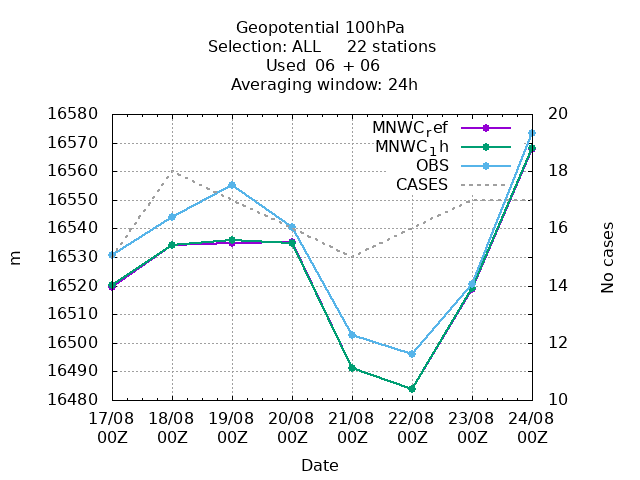 Geopotential 100hPa
Selection: ALL 22 stations
Used 06 + 06
Averaging window: 24h
16580
16570
16560
16550
16540
16530
16520
16510
16500
16490
16480
m
MNWC_ref
MNWC_1h
OBS
CASES
20
18
16
14
12
10
No cases
17/08 18/08 19/08 20/08 21/08 22/08 23/08 24/08
00Z 00Z 00Z 00Z 00Z 00Z 00Z 00Z
Date